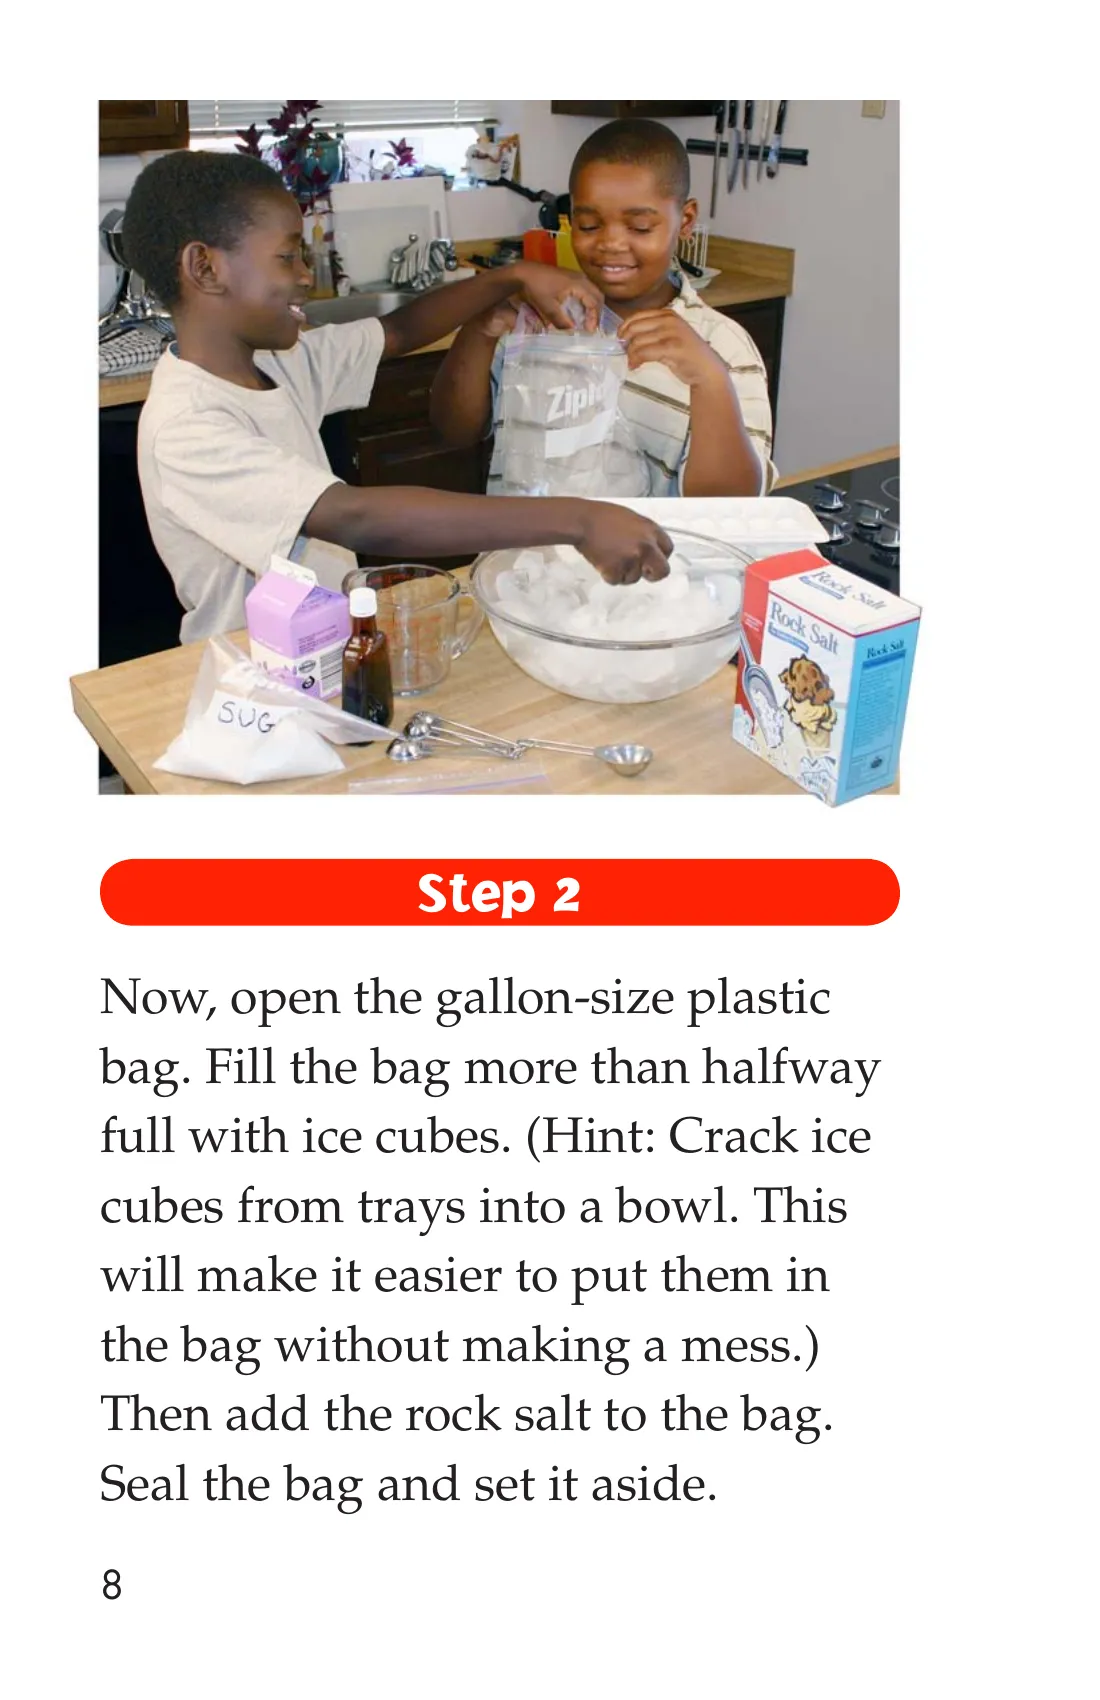 Zipl
SUG
Rock Salt
Rock Salt
Rock Salt
Step 2
Now, open the gallon-size plastic
bag. Fill the bag more than halfway
full with ice cubes. (Hint: Crack ice
cubes from trays into a bowl. This
will make it easier to put them in
the bag without making a mess.)
Then add the rock salt to the bag.
Seal the bag and set it aside.
8